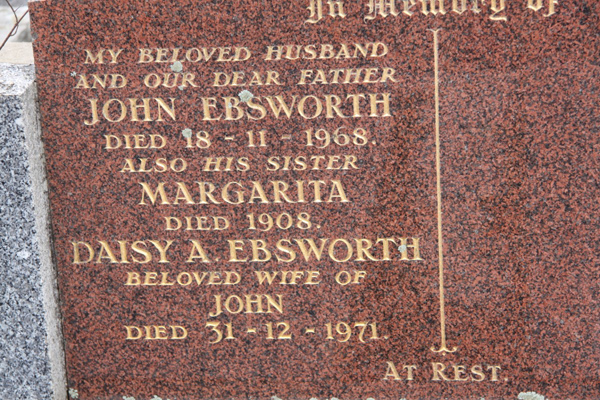 In Memory of
MY BELOVED HUSBAND
AND OUR DEAR FATHER
JOHN EBSWORTH
DIED 18 - 11 - 1968.
ALSO HIS SISTER
MARGARITA
DIED 1908.
DAISY A. EBSWORTH
BELOVED WIFE OF
JOHN
DIED 31 - 12 - 1971.
AT REST.